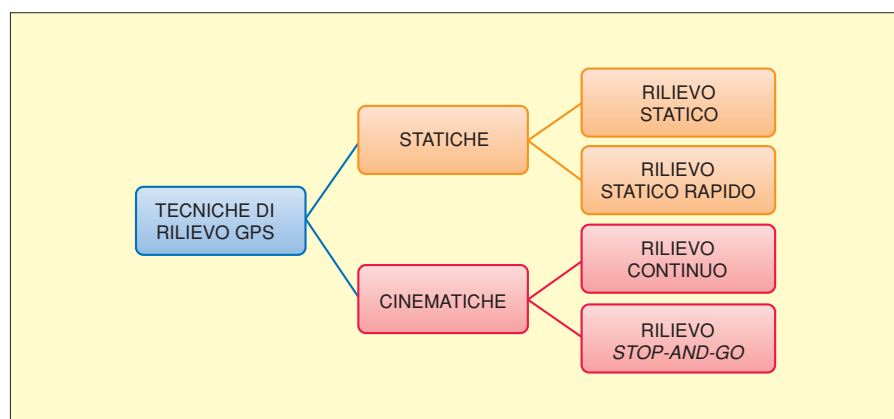 TECNICHE DI
RILIEVO GPS
STATICHE
RILIEVO
STATICO
RILIEVO
STATICO RAPIDO
CINEMATICHE
RILIEVO
CONTINUO
RILIEVO
STOP-AND-GO